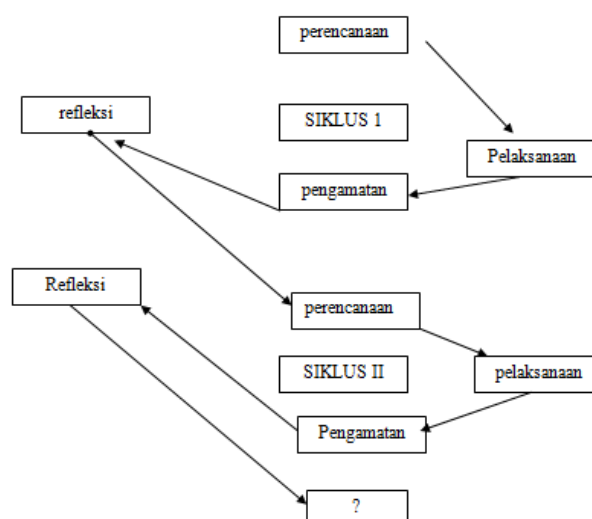 perencanaan
refleksi
SIKLUS 1
Pelaksanaan
pengamatan
Refleksi
perencanaan
SIKLUS II
pelaksanaan
Pengamatan
?